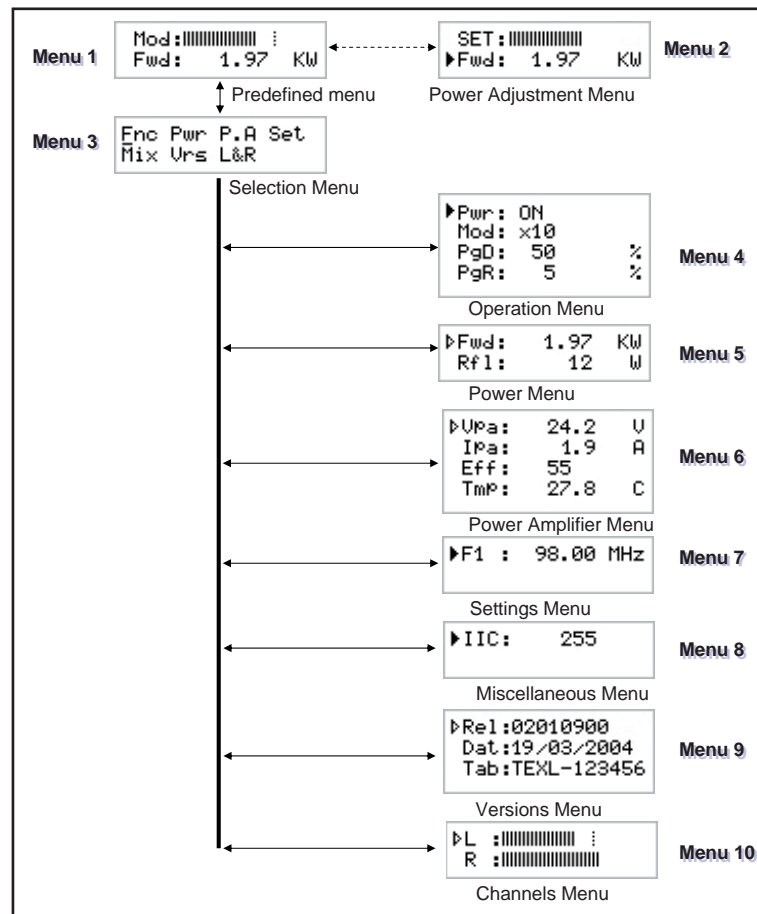 Menu 1
Mod:
Fwd: 1.97 KW
SET:
Fwd: 1.97 KW
Menu 2
Predefined menu
Power Adjustment Menu
Menu 3
Fnc Pwr P.A Set
Mix Vrs L&R
Selection Menu
Pwr: ON
Mod: x10
PgD: 50 %
PgR: 5 %
Menu 4
Operation Menu
Fwd: 1.97 KW
Rfl: 12 W
Menu 5
Power Menu
Vpa: 24.2 V
Ipa: 1.9 A
Eff: 55
Tmp: 27.8 C
Menu 6
Power Amplifier Menu
F1 : 98.00 MHz
Menu 7
Settings Menu
IIC: 255
Menu 8
Miscellaneous Menu
Rel:02010900
Dat:19/03/2004
Tab:TEXL-123456
Menu 9
Versions Menu
L :
R :
Menu 10
Channels Menu